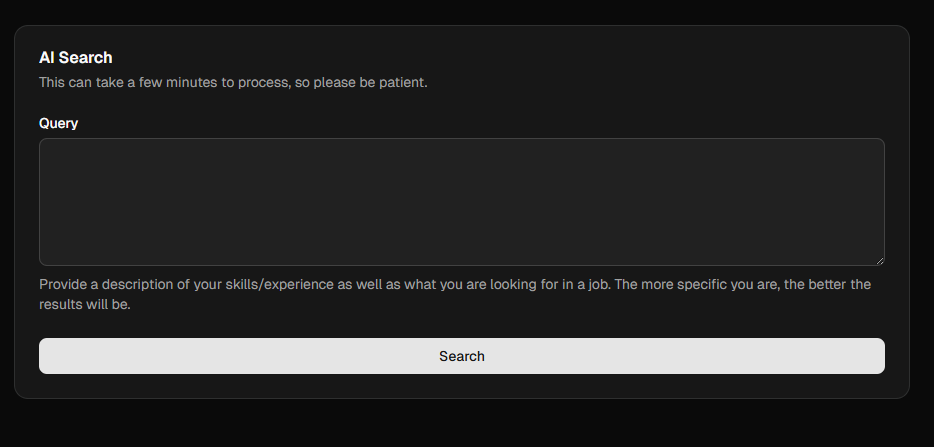 AI Search
This can take a few minutes to process, so please be patient.
Query
Provide a description of your skills/experience as well as what you are looking for in a job. The more specific you are, the better the
results will be.
Search